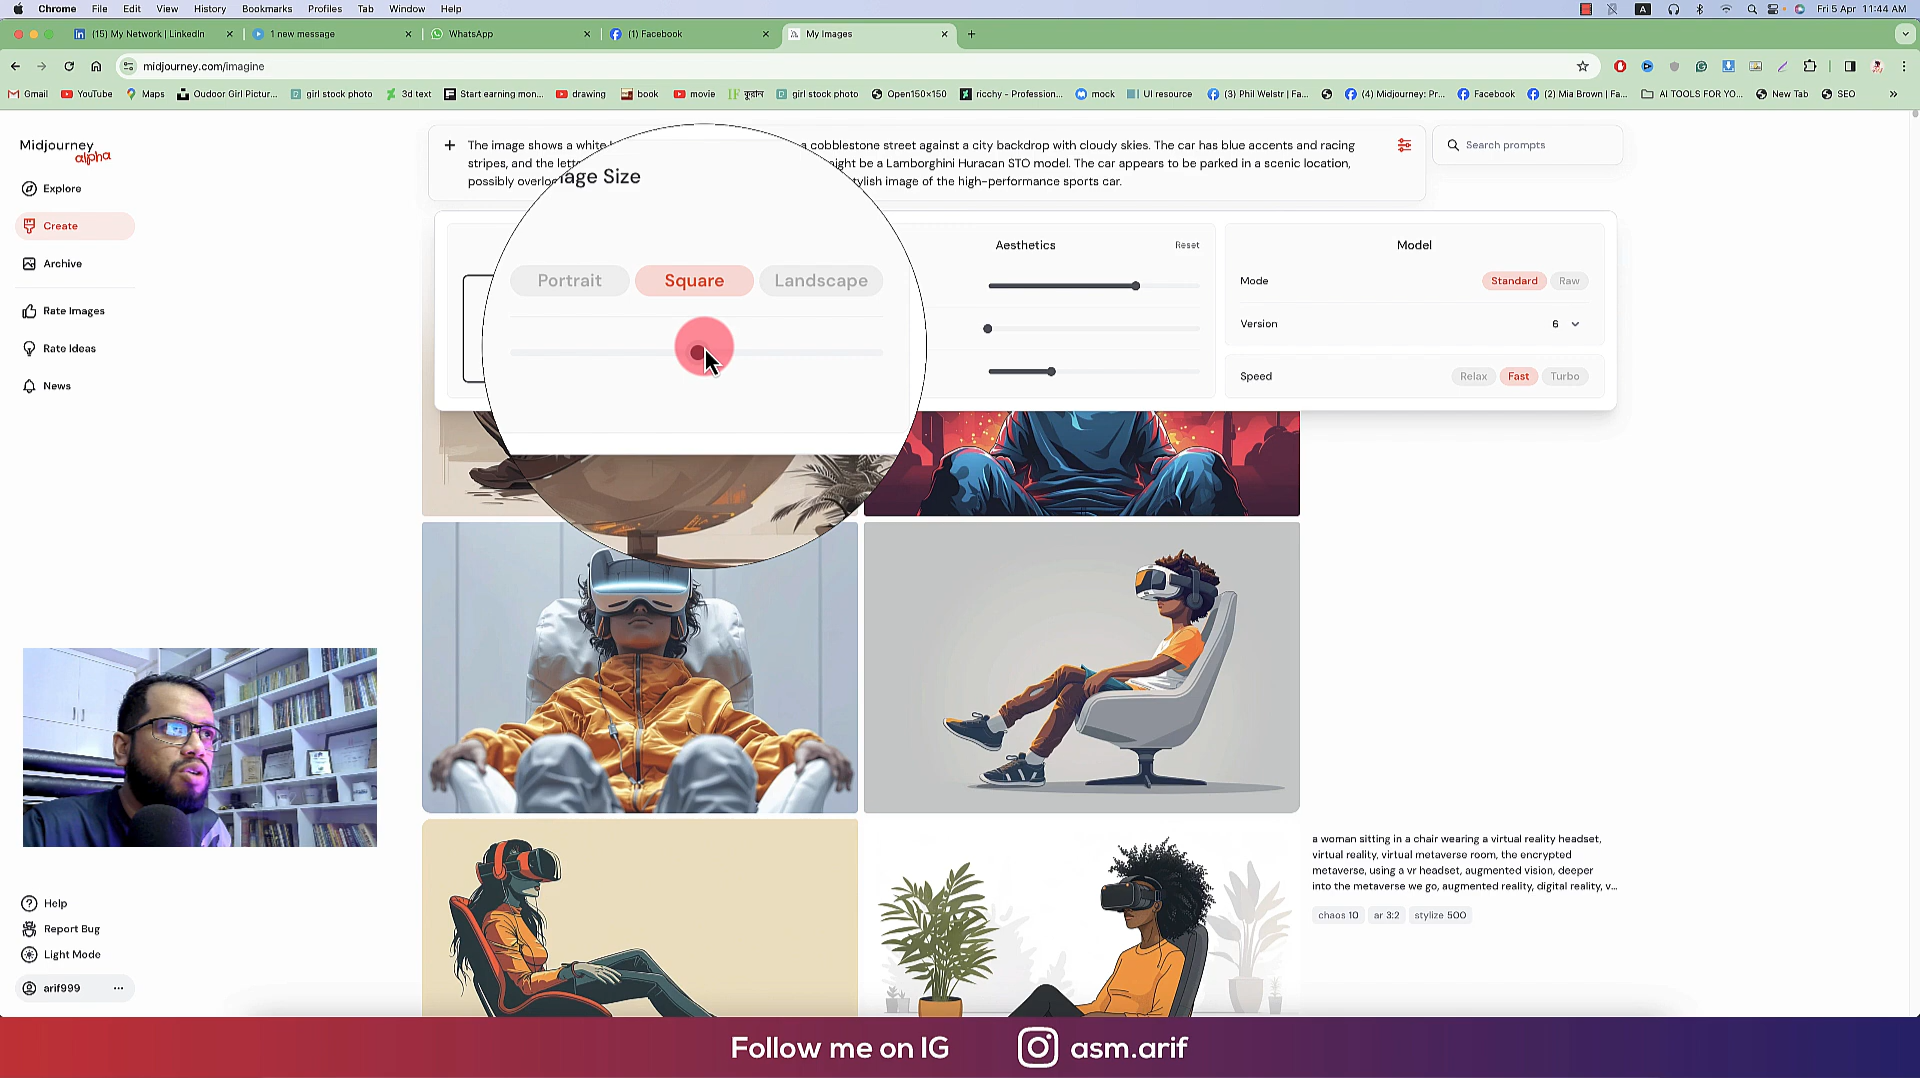 Chrome File Edit View History Bookmarks Profiles Tab Window Help
A Fri 5 Apr 11:44 AM
(15) My Network | LinkedIn 1 new message WhatsApp (1) Facebook My Images
midjourney.com/imagine
Gmail YouTube Maps Oudoor Girl Pictur... girl stock photo 3d text Start earning mon... drawing book movie IF कूरान girl stock photo Open150×150 ricchy - Profession... mock UI resource (3) Phil Welstr | Fa... (4) Midjourney: Pr... Facebook (2) Mia Brown | Fa... AI TOOLS FOR YO... New Tab SEO
Midjourney
alpha
Explore
Create
Archive
Rate Images
Rate Ideas
News
The image shows a white a cobblestone street against a city backdrop with cloudy skies. The car has blue accents and racing
stripes, and the lette ight be a Lamborghini Huracan STO model. The car appears to be parked in a scenic location,
possibly overloo tylish image of the high-performance sports car.
Search prompts
age Size
Portrait Square Landscape
Aesthetics Reset
Model
Mode Standard Raw
Version 6
Speed Relax Fast Turbo
a woman sitting in a chair wearing a virtual reality headset,
virtual reality, virtual metaverse room, the encrypted
metaverse, using a vr headset, augmented vision, deeper
into the metaverse we go, augmented reality, digital reality, v...
chaos 10 ar 3:2 stylize 500
Help
Report Bug
Light Mode
arif999 ...
Follow me on IG asm.arif